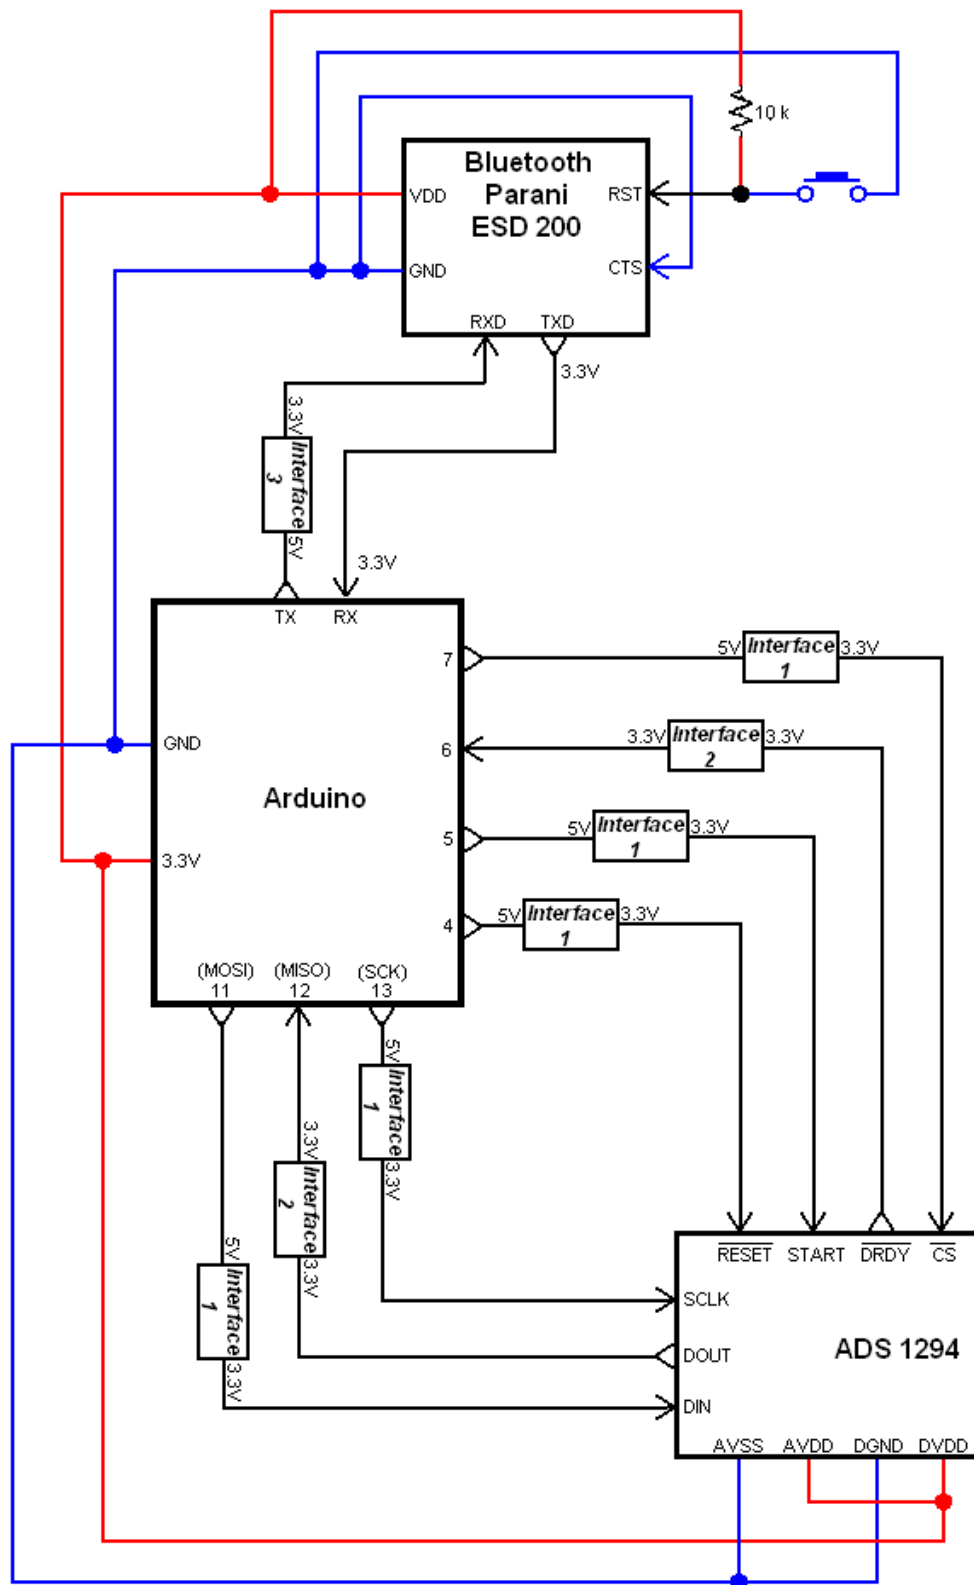 10 k
Bluetooth
Parani
ESD 200
VDD
RST
GND
CTS
RXD
TXD
3.3V
3.3V
Interface
3
5V
3.3V
TX
RX
7
5V
Interface
1
3.3V
GND
6
3.3V
Interface
2
3.3V
Arduino
5
5V
Interface
1
3.3V
3.3V
4
5V
Interface
1
3.3V
(MOSI)
11
(MISO)
12
(SCK)
13
5V
Interface
1
3.3V
3.3V
Interface
2
3.3V
5V
Interface
1
3.3V
RESET
START
DRDY
CS
SCLK
DOUT
ADS 1294
DIN
AVSS
AVDD
DGND
DVDD